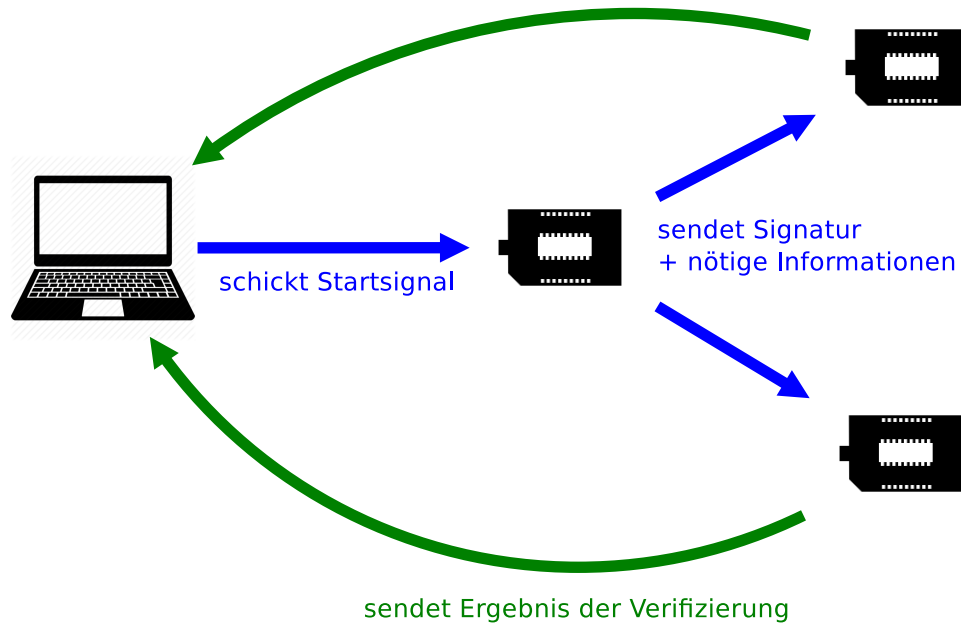 sendet Signatur
+ nötige Informationen
schickt Startsignal
sendet Ergebnis der Verifizierung